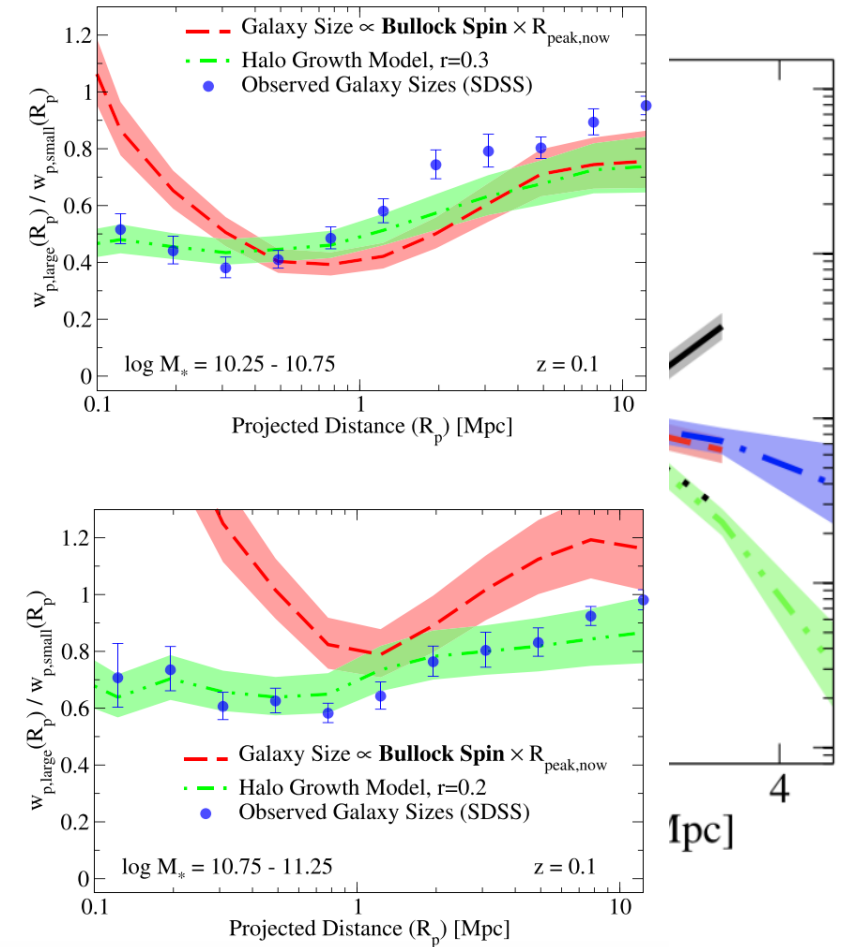 Galaxy Size ∝ Bullock Spin × R_peak,now
Halo Growth Model, r=0.3
Observed Galaxy Sizes (SDSS)
1.2
1
0.8
0.6
0.4
0.2
0
w_p,large(R_p) / w_p,small(R_p)
log M_* = 10.25 - 10.75
z = 0.1
0.1
1
10
Projected Distance (R_p) [Mpc]
1.2
1
0.8
0.6
0.4
0.2
0
w_p,large(R_p) / w_p,small(R_p)
Galaxy Size ∝ Bullock Spin × R_peak,now
Halo Growth Model, r=0.2
Observed Galaxy Sizes (SDSS)
log M_* = 10.75 - 11.25
z = 0.1
0.1
1
10
Projected Distance (R_p) [Mpc]
4
Mpc]